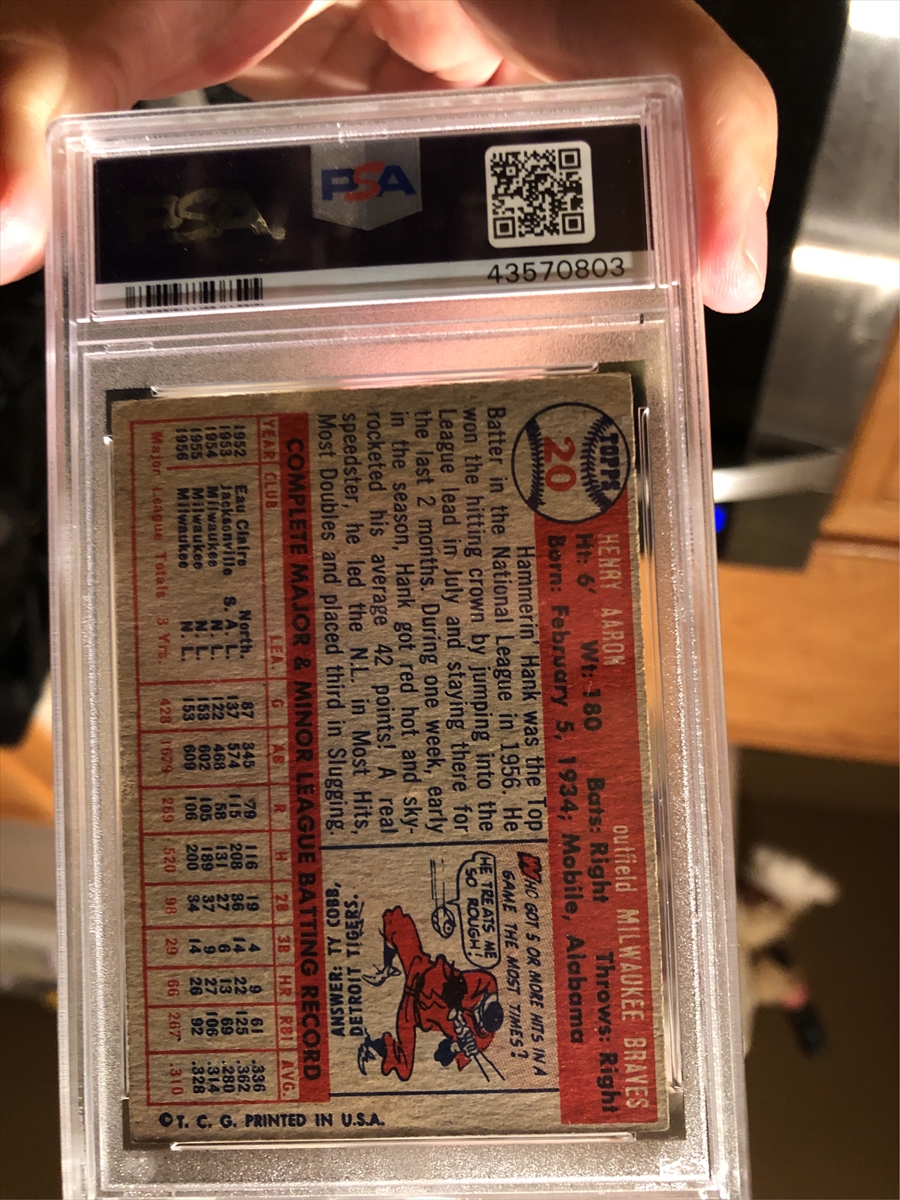 PSA
PSA
43570803
TOPPS
20
HENRY AARON
outfield MILWAUKEE BRAVES
Ht: 6' Wt: 180 Bats: Right Throws: Right
Born: February 5, 1934; Mobile, Alabama
Hammerin' Hank was the Top
Batter in the National League in 1956. He
won the hitting crown by jumping into the
League lead in July and staying there for
the last 2 months. During one week, early
in the season, Hank got red hot and sky-
rocketed his average 42 points! A real
speedster, he led the N.L. in Most Hits,
Most Doubles and placed third in Slugging.
WHO GOT 5 OR MORE HITS IN A
GAME THE MOST TIMES?
HE TREATS ME
SO ROUGH
ANSWER: TY COBB,
DETROIT TIGERS.
COMPLETE MAJOR & MINOR LEAGUE BATTING RECORD
YEAR CLUB LEA. G AB R H 2B 3B HR RBI AVG.
1952 Eau Claire North. 87 345 79 116 19 4 9 61 .336
1953 Jacksonville S. A. L. 137 574 115 208 36 14 22 125 .362
1954 Milwaukee N. L. 122 468 58 131 27 6 13 69 .280
1955 Milwaukee N. L. 153 602 105 189 37 9 27 106 .314
1956 Milwaukee N. L. 153 609 106 200 34 14 26 92 .328
Major League Totals 3 Yrs. 428 1679 269 520 98 29 66 267 .310
©T. C. G. PRINTED IN U.S.A.